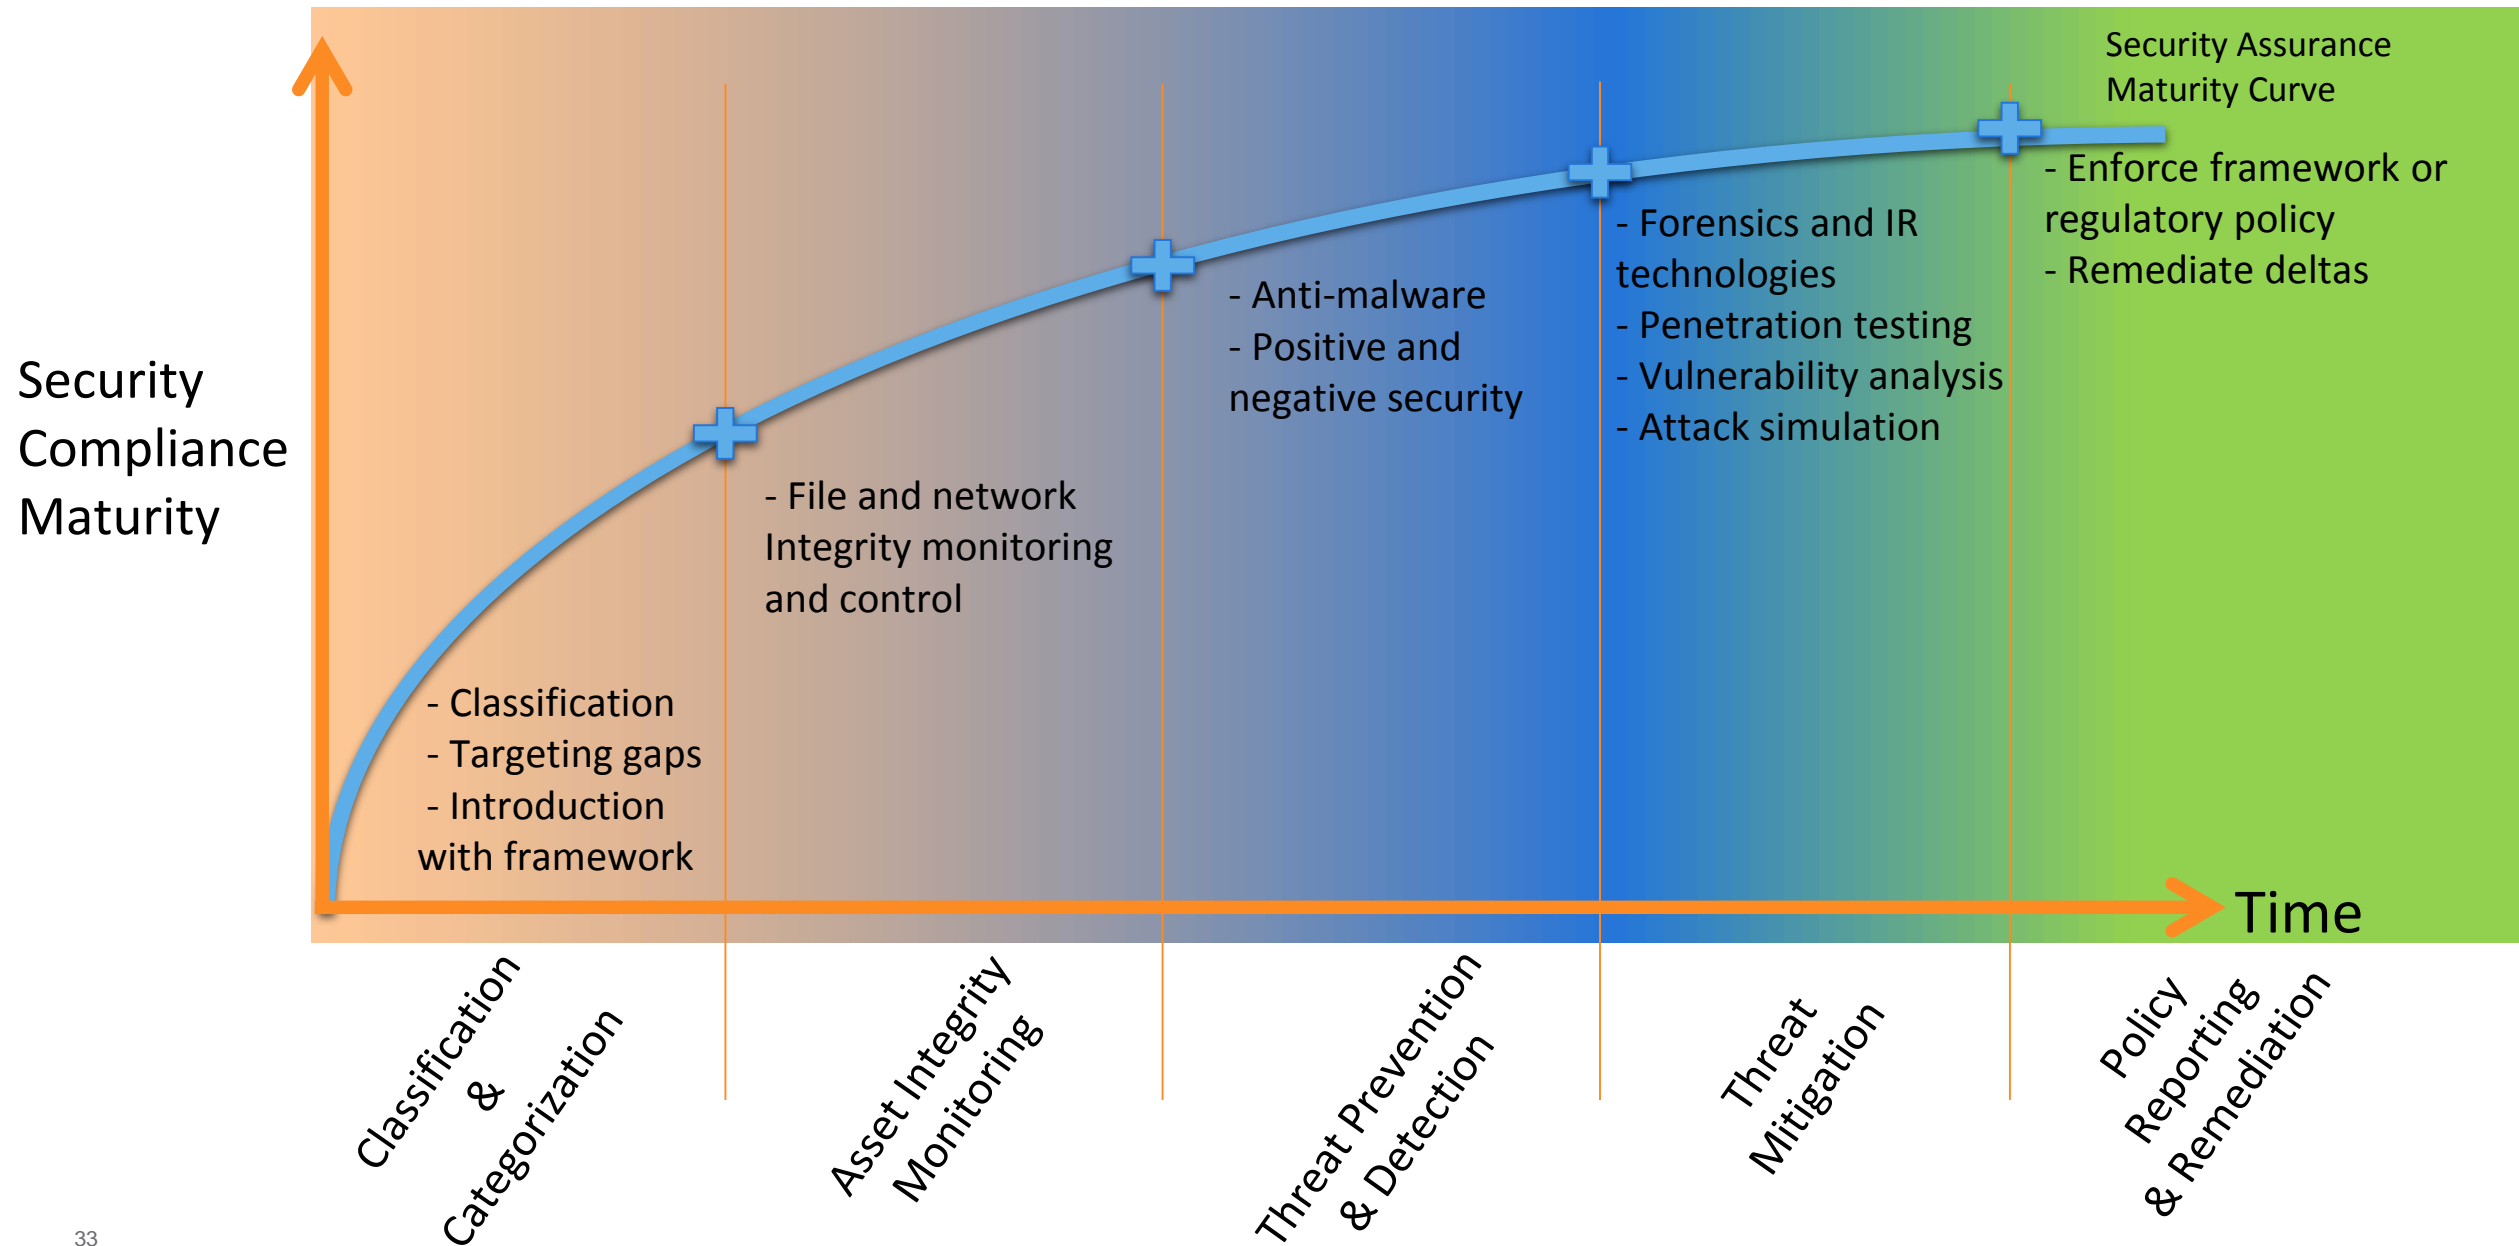 Security Assurance
Maturity Curve
- Enforce framework or
regulatory policy
- Remediate deltas
- Forensics and IR
technologies
- Penetration testing
- Vulnerability analysis
- Attack simulation
- Anti-malware
- Positive and
negative security
Security
Compliance
Maturity
- File and network
Integrity monitoring
and control
- Classification
- Targeting gaps
- Introduction
with framework
Time
Classification
&
Categorization
Asset Integrity
Monitoring
Threat Prevention
& Detection
Threat
Mitigation
Policy
Reporting
& Remediation
33